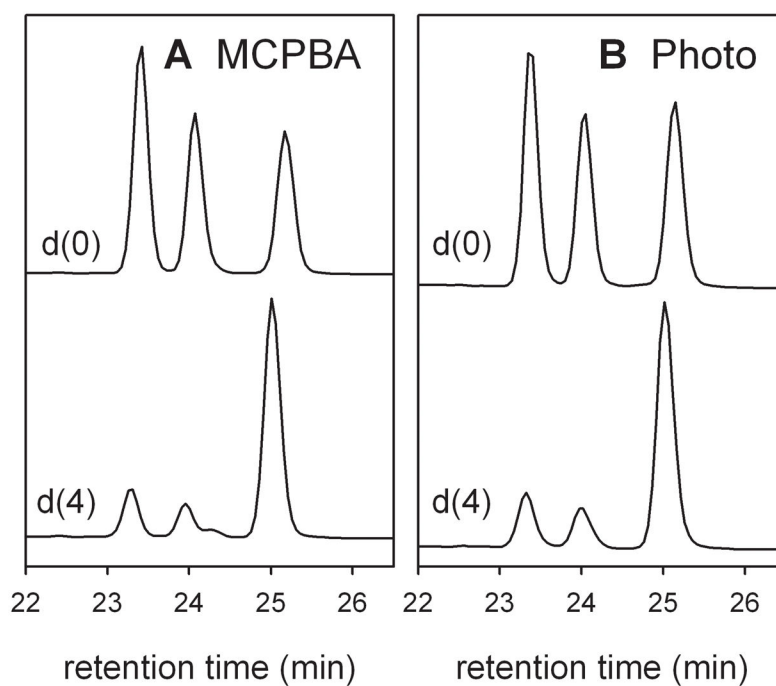 A MCPBA
B Photo
d(0)
d(0)
d(4)
d(4)
22 23 24 25 26
22 23 24 25 26
retention time (min)
retention time (min)